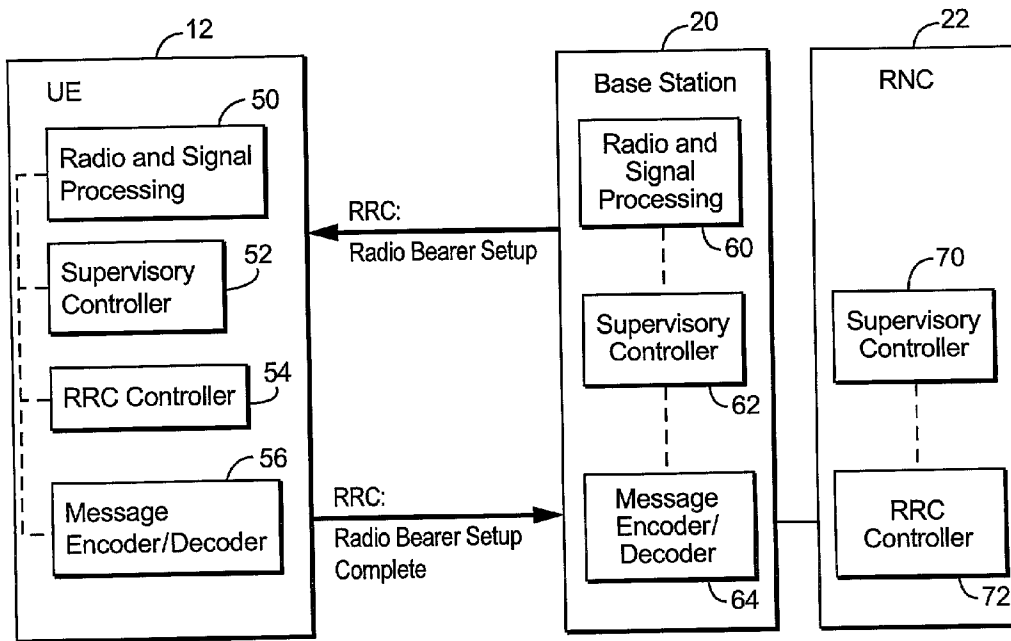 12
20
22
UE
50
Radio and Signal
Processing
52
Supervisory
Controller
54
RRC Controller
56
Message
Encoder/Decoder
RRC:
Radio Bearer Setup
RRC:
Radio Bearer Setup
Complete
Base Station
Radio and
Signal
Processing
60
Supervisory
Controller
62
Message
Encoder/
Decoder
64
RNC
70
Supervisory
Controller
RRC
Controller
72